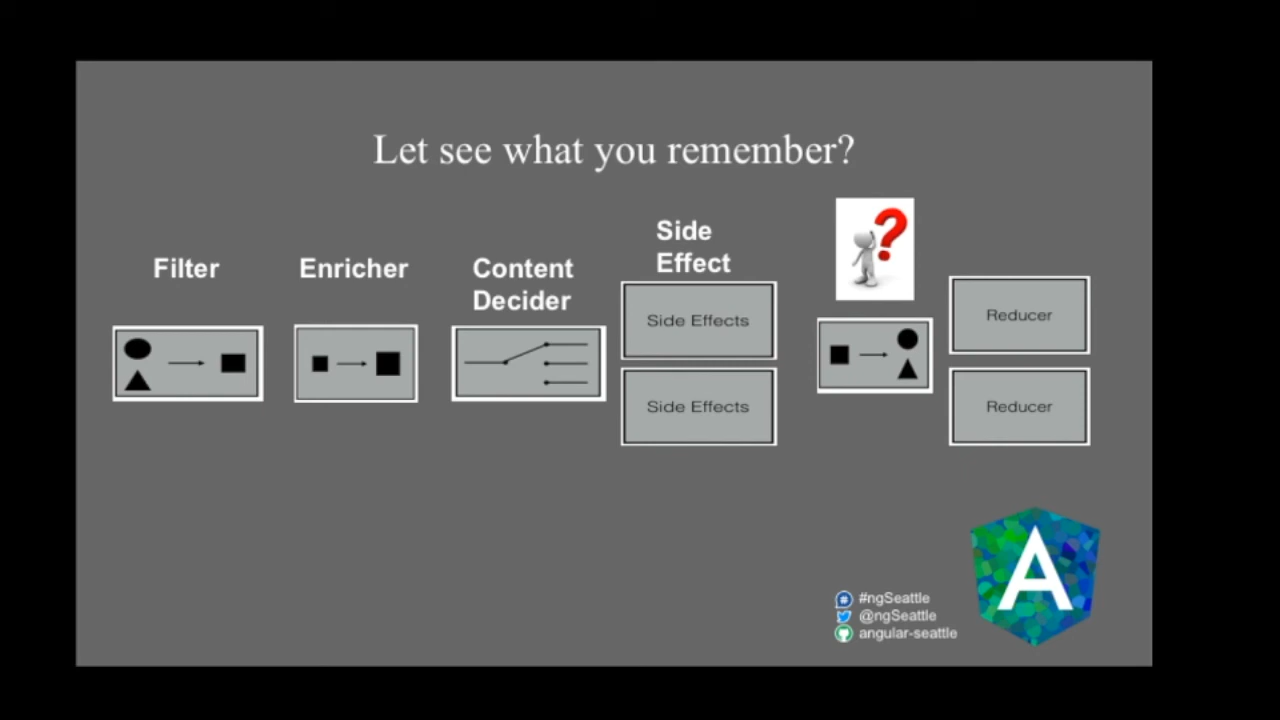 Let see what you remember?
Filter
Enricher
Content
Decider
Side
Effect
Side Effects
Side Effects
?
Reducer
Reducer
# #ngSeattle
@ngSeattle
angular-seattle
A